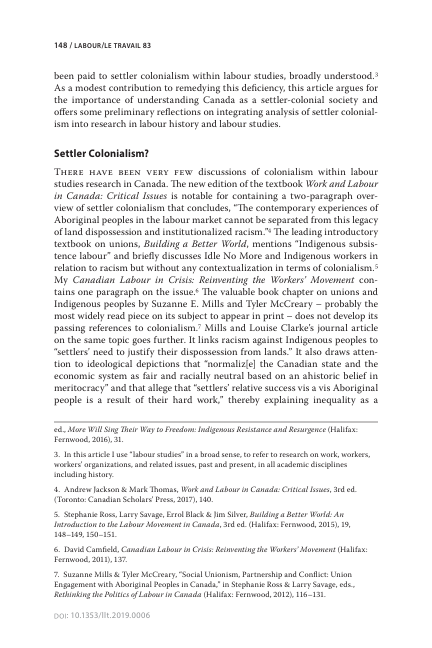 148 / LABOUR/LE TRAVAIL 83
been paid to settler colonialism within labour studies, broadly understood.³
As a modest contribution to remedying this deficiency, this article argues for
the importance of understanding Canada as a settler-colonial society and
offers some preliminary reflections on integrating analysis of settler colonial-
ism into research in labour history and labour studies.
Settler Colonialism?
There have been very few discussions of colonialism within labour
studies research in Canada. The new edition of the textbook Work and Labour
in Canada: Critical Issues is notable for containing a two-paragraph over-
view of settler colonialism that concludes, “The contemporary experiences of
Aboriginal peoples in the labour market cannot be separated from this legacy
of land dispossession and institutionalized racism.”⁴ The leading introductory
textbook on unions, Building a Better World, mentions “Indigenous subsis-
tence labour” and briefly discusses Idle No More and Indigenous workers in
relation to racism but without any contextualization in terms of colonialism.⁵
My Canadian Labour in Crisis: Reinventing the Workers’ Movement con-
tains one paragraph on the issue.⁶ The valuable book chapter on unions and
Indigenous peoples by Suzanne E. Mills and Tyler McCreary – probably the
most widely read piece on its subject to appear in print – does not develop its
passing references to colonialism.⁷ Mills and Louise Clarke’s journal article
on the same topic goes further. It links racism against Indigenous peoples to
“settlers’ need to justify their dispossession from lands.” It also draws atten-
tion to ideological depictions that “normaliz[e] the Canadian state and the
economic system as fair and racially neutral based on an ahistoric belief in
meritocracy” and that allege that “settlers’ relative success vis a vis Aboriginal
people is a result of their hard work,” thereby explaining inequality as a
ed., More Will Sing Their Way to Freedom: Indigenous Resistance and Resurgence (Halifax:
Fernwood, 2016), 31.
3. In this article I use “labour studies” in a broad sense, to refer to research on work, workers,
workers’ organizations, and related issues, past and present, in all academic disciplines
including history.
4. Andrew Jackson & Mark Thomas, Work and Labour in Canada: Critical Issues, 3rd ed.
(Toronto: Canadian Scholars’ Press, 2017), 140.
5. Stephanie Ross, Larry Savage, Errol Black & Jim Silver, Building a Better World: An
Introduction to the Labour Movement in Canada, 3rd ed. (Halifax: Fernwood, 2015), 19,
148–149, 150–151.
6. David Camfield, Canadian Labour in Crisis: Reinventing the Workers’ Movement (Halifax:
Fernwood, 2011), 137.
7. Suzanne Mills & Tyler McCreary, “Social Unionism, Partnership and Conflict: Union
Engagement with Aboriginal Peoples in Canada,” in Stephanie Ross & Larry Savage, eds.,
Rethinking the Politics of Labour in Canada (Halifax: Fernwood, 2012), 116–131.
DOI: 10.1353/llt.2019.0006